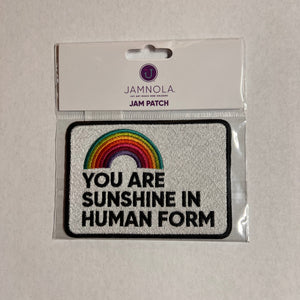 JAMNOLA.
JAM PATCH
YOU ARE
SUNSHINE IN
HUMAN FORM